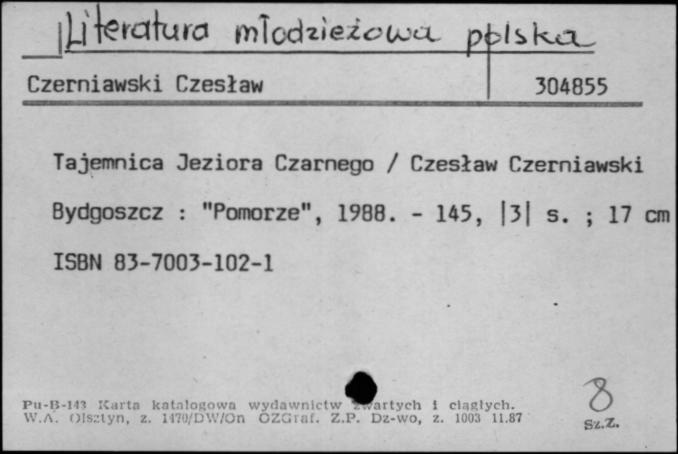 Literatura młodzieżowa polska
Czerniawski Czesław 304855
Tajemnica Jeziora Czarnego / Czesław Czerniawski
Bydgoszcz : "Pomorze", 1988. - 145, |3| s. ; 17 cm
ISBN 83-7003-102-1
8
Pu-B-143 Karta katalogowa wydawnictw zwartych i ciągłych.
W.A. Olsztyn, z. 1470/DW/On OZGraf. Z.P. Dz-wo, z. 1003 11.87
Sz.Z.